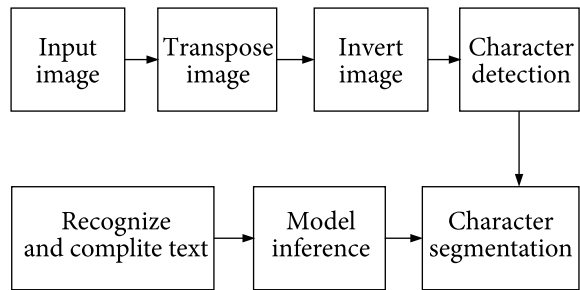 Input
image
Transpose
image
Invert
image
Character
detection
Recognize
and complite text
Model
inference
Character
segmentation